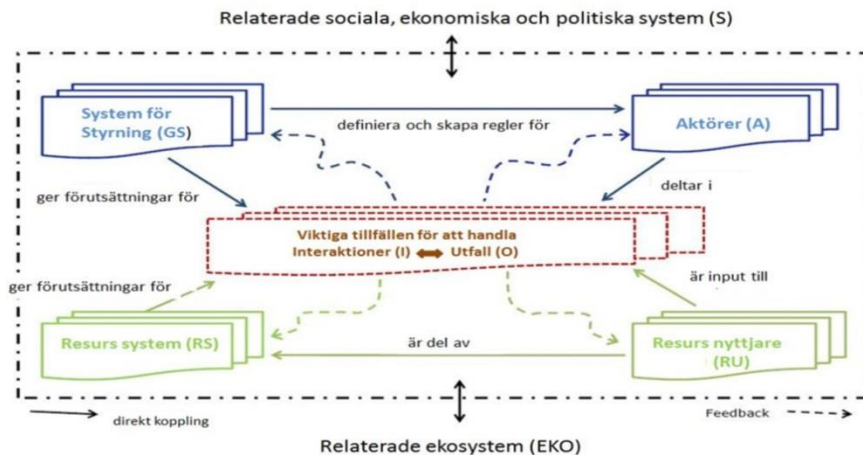 Relaterade sociala, ekonomiska och politiska system (S)
System för
Styrning (GS)
definiera och skapa regler för
Aktörer (A)
ger förutsättningar för
deltar i
Viktiga tillfällen för att handla
Interaktioner (I) Utfall (O)
ger förutsättningar för
är input till
Resurs system (RS)
är del av
Resurs nyttjare
(RU)
direkt koppling
Feedback
Relaterade ekosystem (EKO)